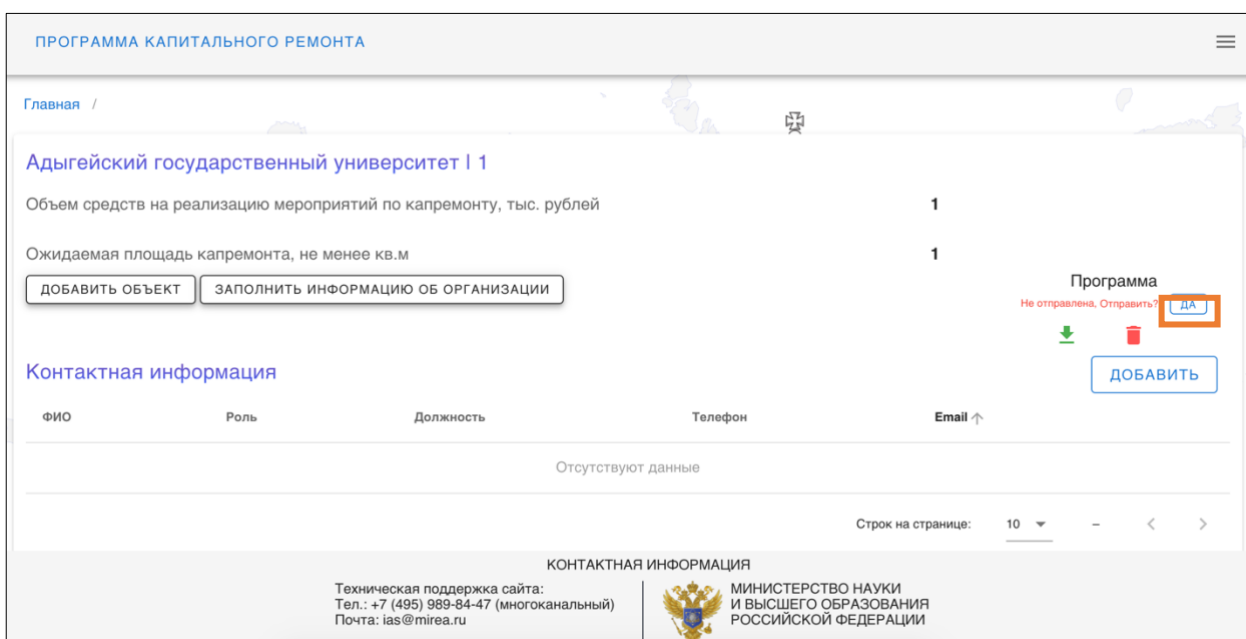 ПРОГРАММА КАПИТАЛЬНОГО РЕМОНТА
Главная /
Адыгейский государственный университет | 1
Объем средств на реализацию мероприятий по капремонту, тыс. рублей 1
Ожидаемая площадь капремонта, не менее кв.м 1
ДОБАВИТЬ ОБЪЕКТ ЗАПОЛНИТЬ ИНФОРМАЦИЮ ОБ ОРГАНИЗАЦИИ
Программа
Не отправлена, Отправить? ДА
Контактная информация ДОБАВИТЬ
ФИО Роль Должность Телефон Email
Отсутствуют данные
Строк на странице: 10 –
КОНТАКТНАЯ ИНФОРМАЦИЯ
Техническая поддержка сайта:
Тел.: +7 (495) 989-84-47 (многоканальный)
Почта: ias@mirea.ru
МИНИСТЕРСТВО НАУКИ
И ВЫСШЕГО ОБРАЗОВАНИЯ
РОССИЙСКОЙ ФЕДЕРАЦИИ